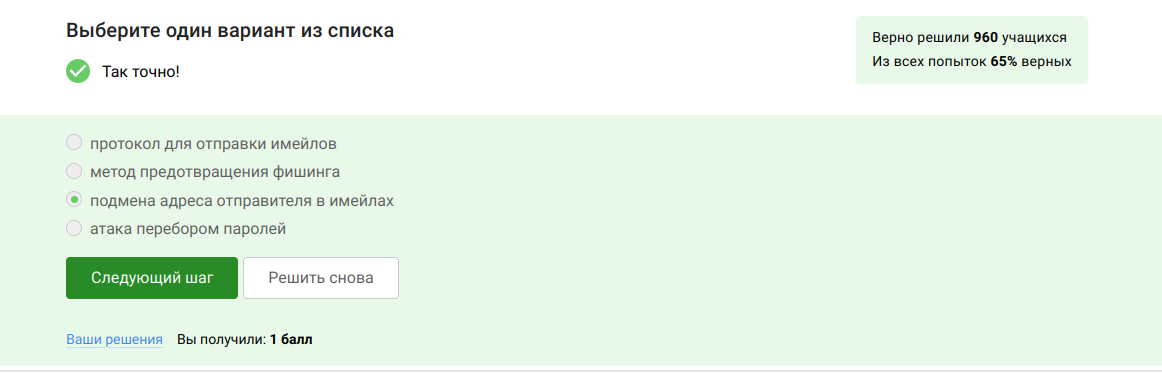 Выберите один вариант из списка
Так точно!
Верно решили 960 учащихся
Из всех попыток 65% верных
протокол для отправки имейлов
метод предотвращения фишинга
подмена адреса отправителя в имейлах
атака перебором паролей
Следующий шаг
Решить снова
Ваши решения
Вы получили: 1 балл